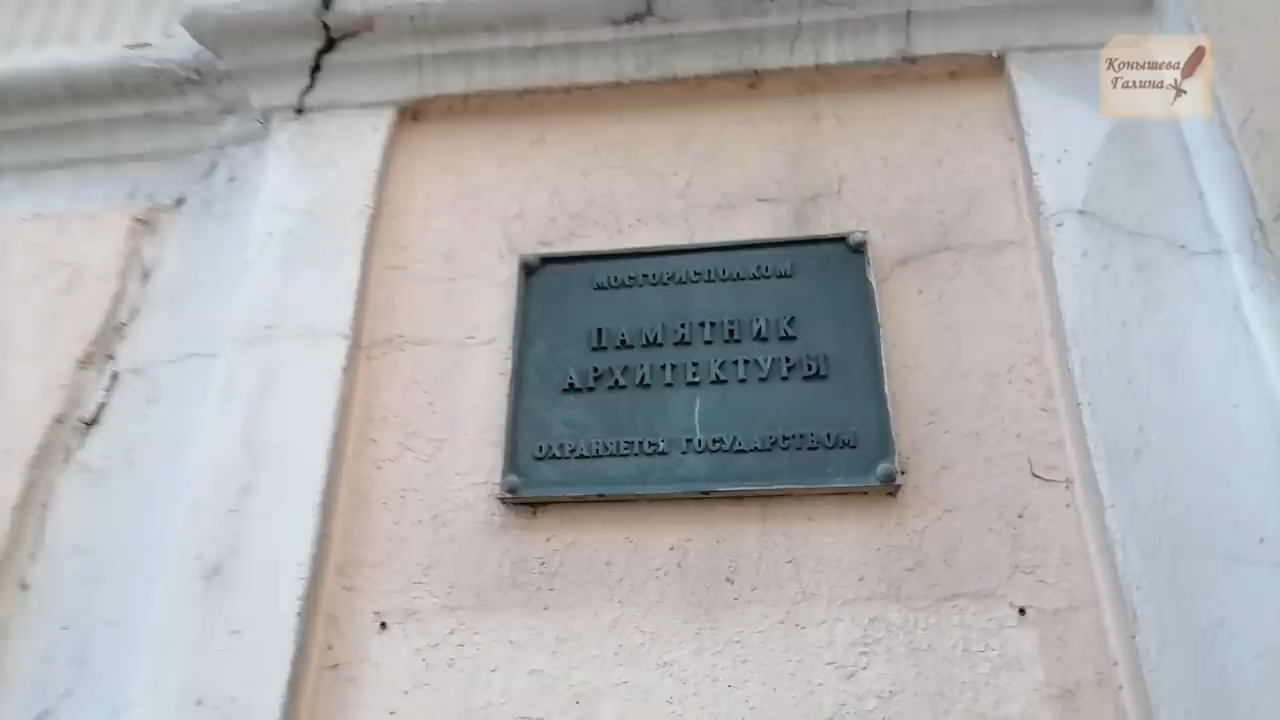 Конышева
Галина
МОСГОРИСПОЛКОМ
ПАМЯТНИК
АРХИТЕКТУРЫ
ОХРАНЯЕТСЯ ГОСУДАРСТВОМ